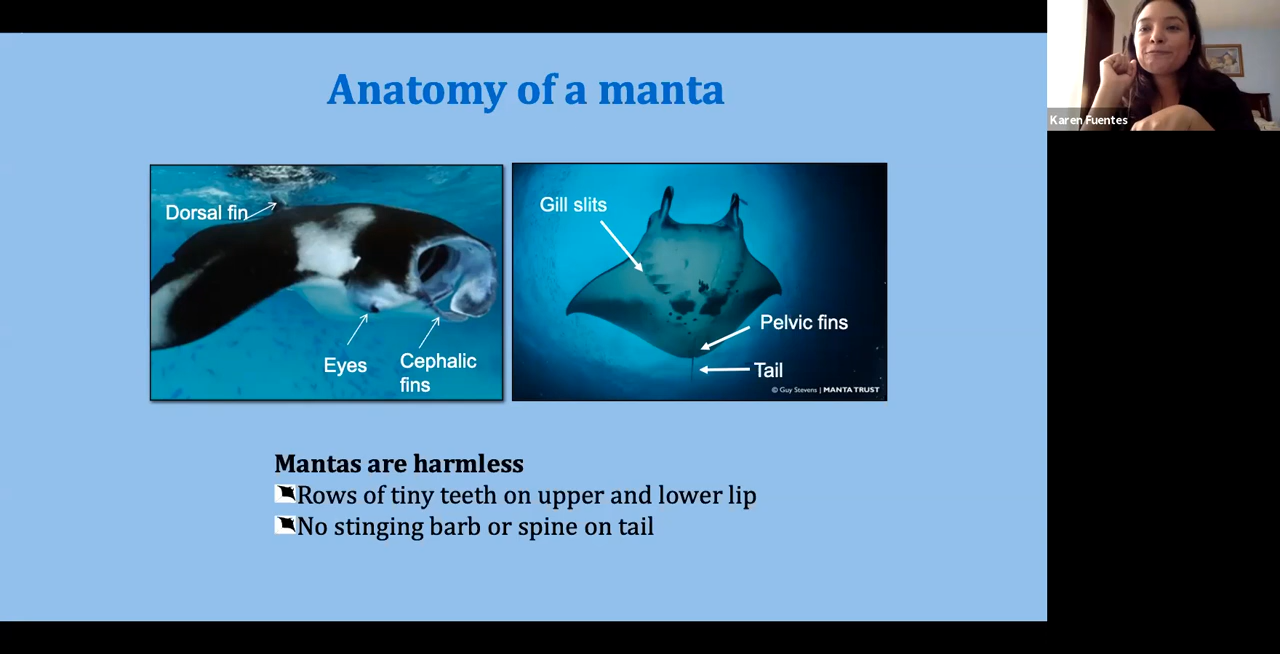 Anatomy of a manta
Karen Fuentes
Dorsal fin
Eyes
Cephalic
fins
Gill slits
Pelvic fins
Tail
© Guy Stevens | MANTA TRUST
Mantas are harmless
Rows of tiny teeth on upper and lower lip
No stinging barb or spine on tail